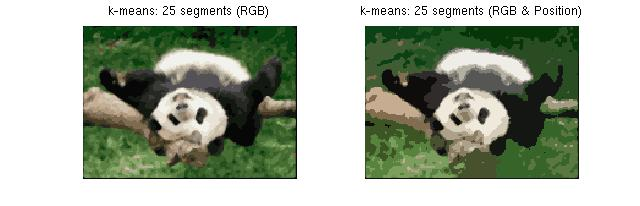 k-means: 25 segments (RGB)
k-means: 25 segments (RGB & Position)